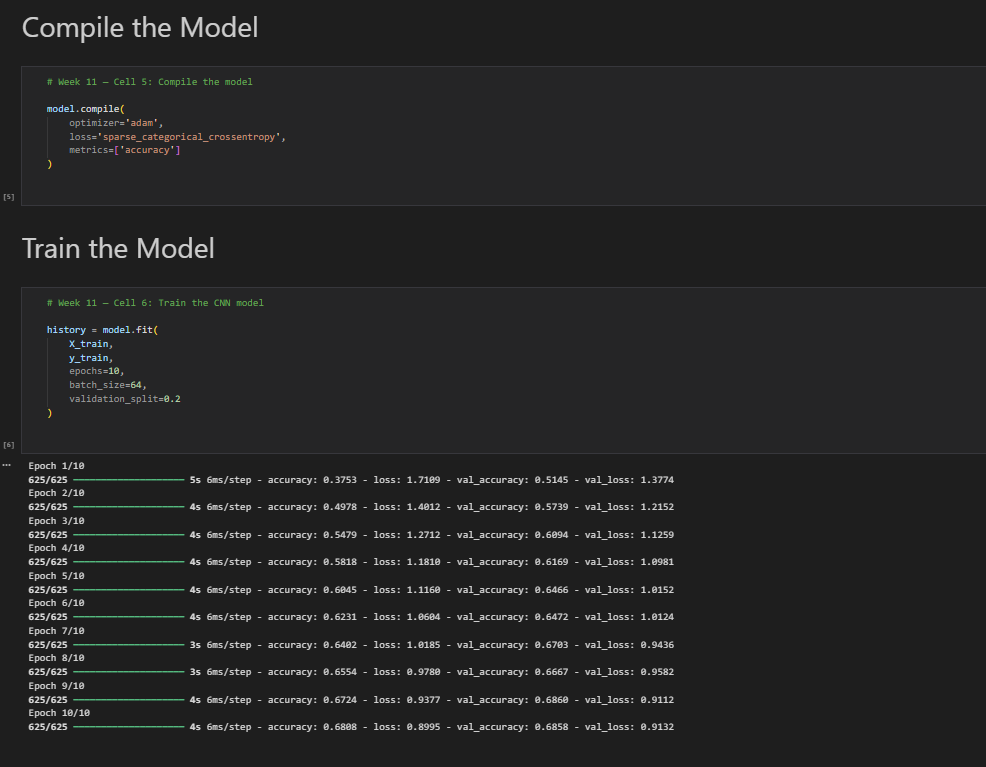 Compile the Model
# Week 11 — Cell 5: Compile the model
model.compile(
optimizer='adam',
loss='sparse_categorical_crossentropy',
metrics=['accuracy']
)
[5]
Train the Model
# Week 11 — Cell 6: Train the CNN model
history = model.fit(
X_train,
y_train,
epochs=10,
batch_size=64,
validation_split=0.2
)
[6]
...
Epoch 1/10
625/625 ━━━━━━━━━━━━━━━━━━━━ 5s 6ms/step - accuracy: 0.3753 - loss: 1.7109 - val_accuracy: 0.5145 - val_loss: 1.3774
Epoch 2/10
625/625 ━━━━━━━━━━━━━━━━━━━━ 4s 6ms/step - accuracy: 0.4978 - loss: 1.4012 - val_accuracy: 0.5739 - val_loss: 1.2152
Epoch 3/10
625/625 ━━━━━━━━━━━━━━━━━━━━ 4s 6ms/step - accuracy: 0.5479 - loss: 1.2712 - val_accuracy: 0.6094 - val_loss: 1.1259
Epoch 4/10
625/625 ━━━━━━━━━━━━━━━━━━━━ 4s 6ms/step - accuracy: 0.5818 - loss: 1.1810 - val_accuracy: 0.6169 - val_loss: 1.0981
Epoch 5/10
625/625 ━━━━━━━━━━━━━━━━━━━━ 4s 6ms/step - accuracy: 0.6045 - loss: 1.1160 - val_accuracy: 0.6466 - val_loss: 1.0152
Epoch 6/10
625/625 ━━━━━━━━━━━━━━━━━━━━ 4s 6ms/step - accuracy: 0.6231 - loss: 1.0604 - val_accuracy: 0.6472 - val_loss: 1.0124
Epoch 7/10
625/625 ━━━━━━━━━━━━━━━━━━━━ 3s 6ms/step - accuracy: 0.6402 - loss: 1.0185 - val_accuracy: 0.6703 - val_loss: 0.9436
Epoch 8/10
625/625 ━━━━━━━━━━━━━━━━━━━━ 3s 6ms/step - accuracy: 0.6554 - loss: 0.9780 - val_accuracy: 0.6667 - val_loss: 0.9582
Epoch 9/10
625/625 ━━━━━━━━━━━━━━━━━━━━ 4s 6ms/step - accuracy: 0.6724 - loss: 0.9377 - val_accuracy: 0.6860 - val_loss: 0.9112
Epoch 10/10
625/625 ━━━━━━━━━━━━━━━━━━━━ 4s 6ms/step - accuracy: 0.6808 - loss: 0.8995 - val_accuracy: 0.6858 - val_loss: 0.9132